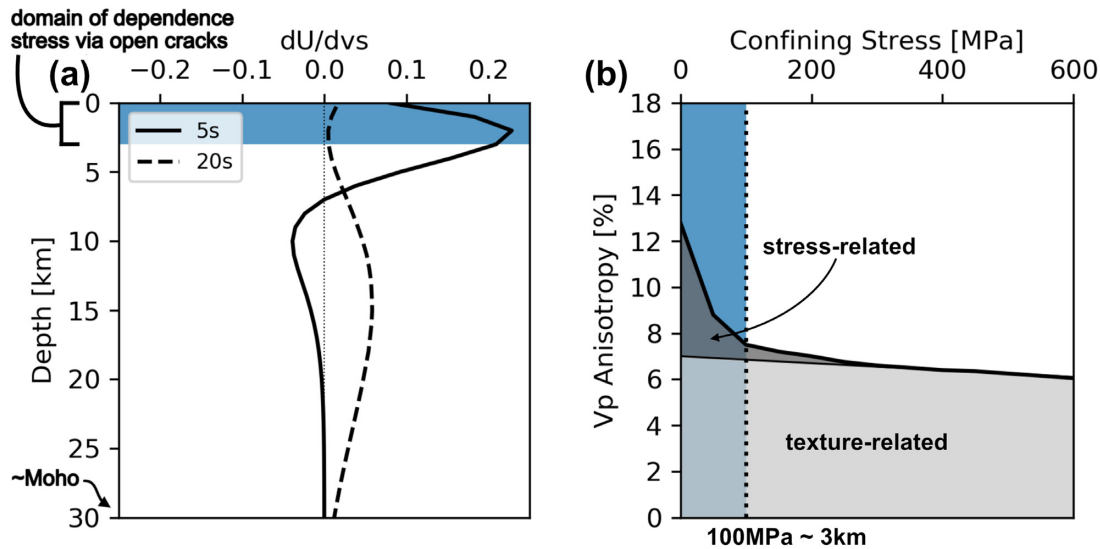 domain of dependence
stress via open cracks
(a)
dU/dvs
−0.2 −0.1 0.0 0.1 0.2
0
5
10
15
20
25
30
Depth [km]
5s
20s
~Moho
(b)
Confining Stress [MPa]
0 200 400 600
18
16
14
12
10
8
6
4
2
0
Vp Anisotropy [%]
stress-related
texture-related
100MPa ~ 3km